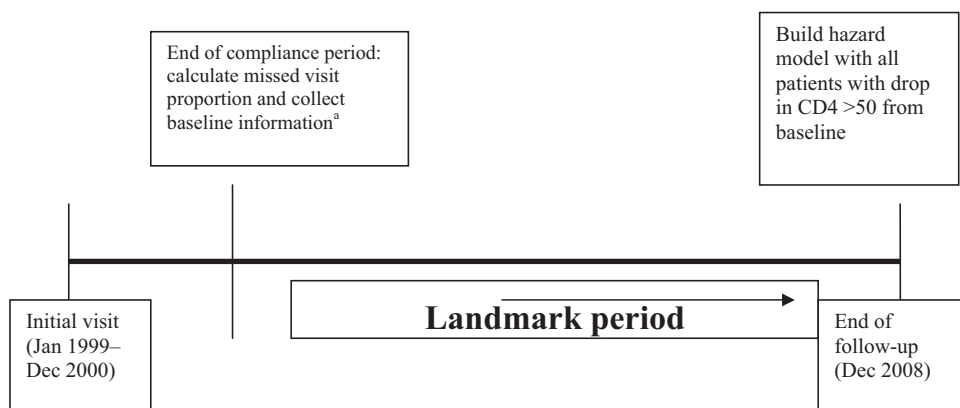 End of compliance period:
calculate missed visit
proportion and collect
baseline informationᵃ
Build hazard
model with all
patients with drop
in CD4 >50 from
baseline
Initial visit
(Jan 1999–
Dec 2000)
Landmark period
End of
follow-up
(Dec 2008)